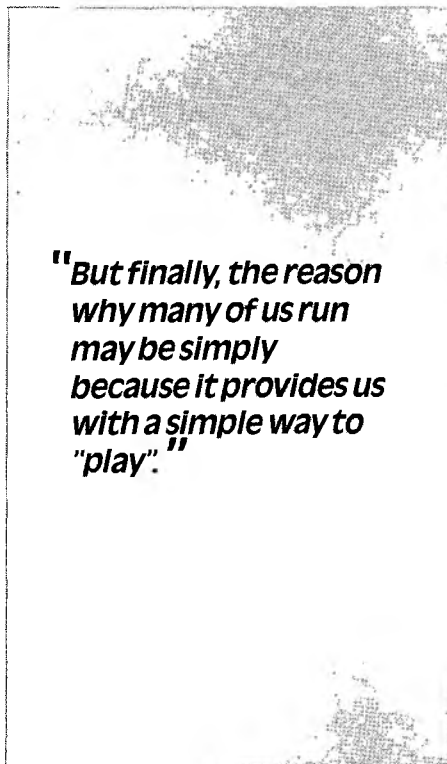 "But finally, the reason
why many of us run
may be simply
because it provides us
with a simple way to
"play"."